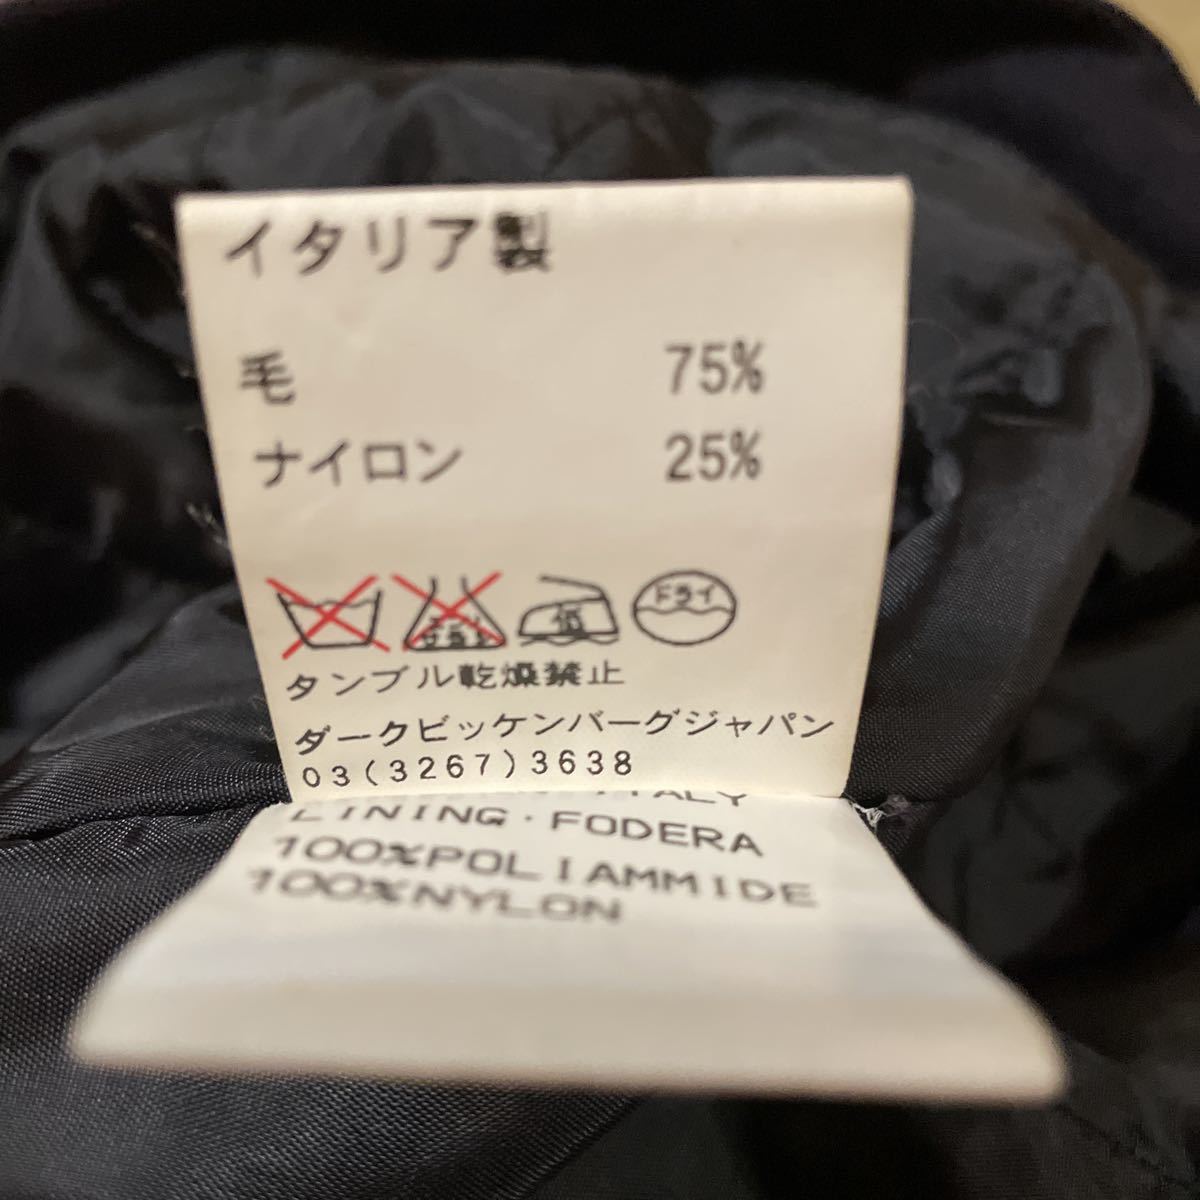 イタリア製
毛 75%
ナイロン 25%
低 ドライ
タンブル乾燥禁止
ダークビッケンバーグジャパン
03(3267)3638
ITALY
LINING・FODERA
100%POLIAMMIDE
100%NYLON